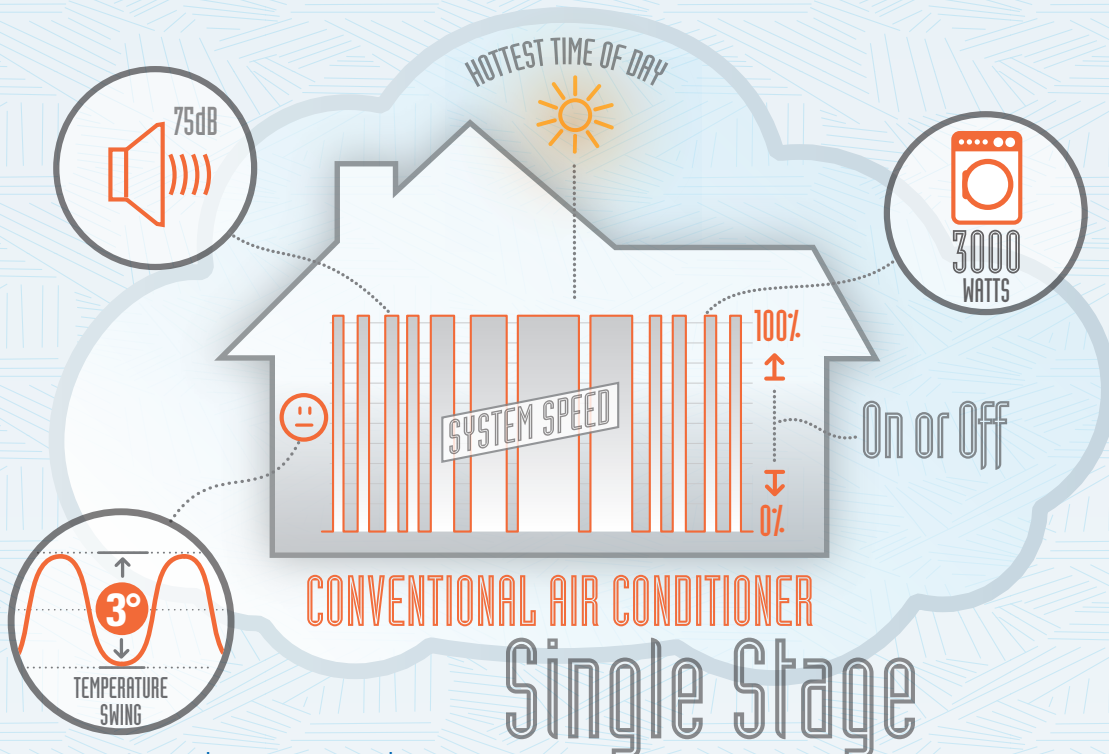 HOTTEST TIME OF DAY
75dB
3000
WATTS
100%
SYSTEM SPEED
On or Off
0%
3°
TEMPERATURE
SWING
CONVENTIONAL AIR CONDITIONER
Single Stage